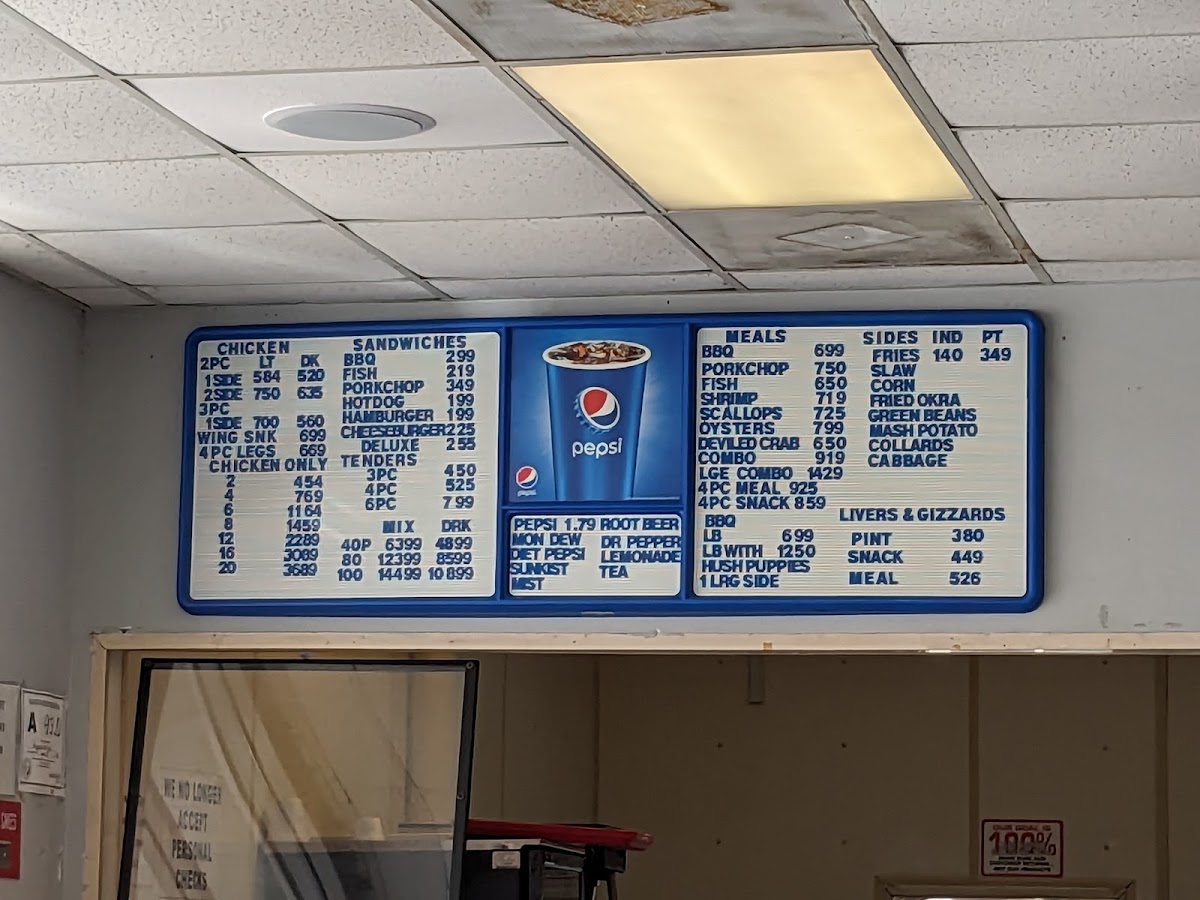 CHICKEN
2PC LT DK
1SIDE 584 520
2SIDE 750 635
3PC
1SIDE 700 560
WING SNK 699
4PC LEGS 669
CHICKEN ONLY
2 454
4 769
6 1164
8 1459
12 2289
16 3089
20 3689
SANDWICHES
BBQ 299
FISH 219
PORKCHOP 349
HOTDOG 199
HAMBURGER 199
CHEESEBURGER 225
DELUXE 255
TENDERS
3PC 450
4PC 525
6PC 799
MIX DRK
40P 6399 4899
80 12399 8599
100 14499 10899
pepsi
PEPSI 1.79 ROOT BEER
MON DEW DR PEPPER
DIET PEPSI LEMONADE
SUNKIST TEA
MIST
MEALS
BBQ 699
PORKCHOP 750
FISH 650
SHRIMP 719
SCALLOPS 725
OYSTERS 799
DEVILED CRAB 650
COMBO 919
LGE COMBO 1429
4PC MEAL 925
4PC SNACK 859
BBQ
LB 699
LB WITH 1250
HUSH PUPPIES
1 LRG SIDE
SIDES IND PT
FRIES 140 349
SLAW
CORN
FRIED OKRA
GREEN BEANS
MASH POTATO
COLLARDS
CABBAGE
LIVERS & GIZZARDS
PINT 380
SNACK 449
MEAL 526
WE NO LONGER
ACCEPT
PERSONAL
CHECKS
A
OUR GOAL IS
100%